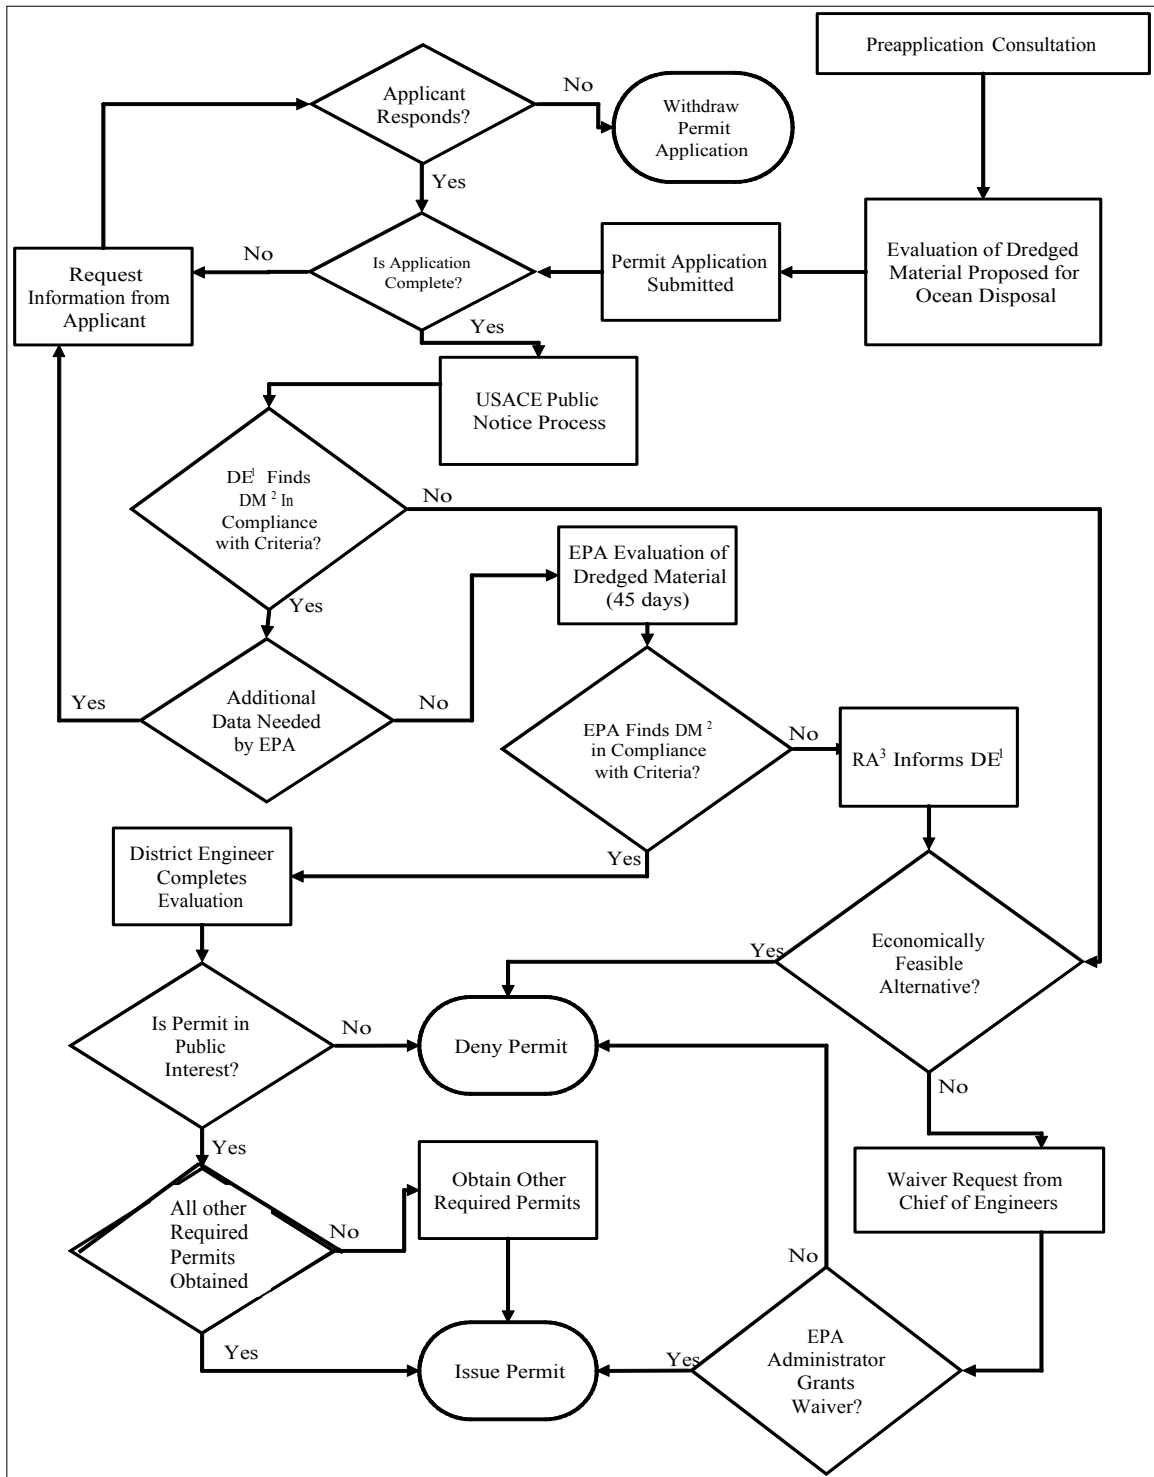 Preapplication Consultation
Applicant
Responds?
No
Withdraw
Permit
Application
Yes
Evaluation of Dredged
Material Proposed for
Ocean Disposal
Permit Application
Submitted
Is Application
Complete?
No
Request
Information from
Applicant
Yes
USACE Public
Notice Process
DE1 Finds
DM 2 In
Compliance
with Criteria?
No
Yes
EPA Evaluation of
Dredged Material
(45 days)
Additional
Data Needed
by EPA
Yes
No
EPA Finds DM 2
in Compliance
with Criteria?
No
RA3 Informs DE1
Yes
District Engineer
Completes
Evaluation
Economically
Feasible
Alternative?
Yes
No
Is Permit in
Public
Interest?
No
Deny Permit
Yes
Waiver Request from
Chief of Engineers
All other
Required
Permits
Obtained
No
Obtain Other
Required Permits
Yes
Issue Permit
EPA
Administrator
Grants
Waiver?
No
Yes